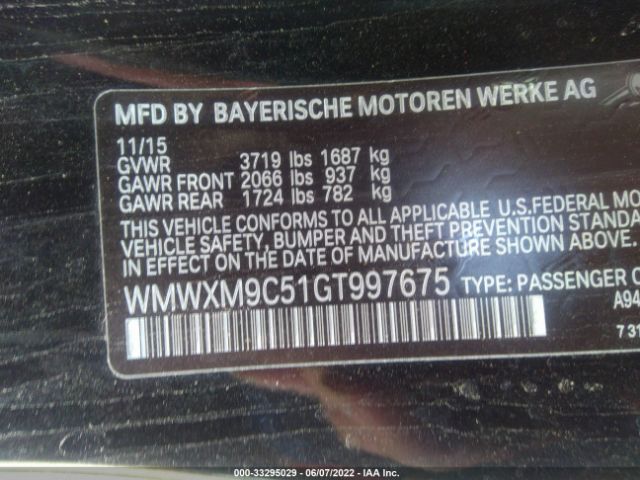 MFD BY BAYERISCHE MOTOREN WERKE AG
11/15
GVWR 3719 lbs 1687 kg
GAWR FRONT 2066 lbs 937 kg
GAWR REAR 1724 lbs 782 kg
THIS VEHICLE CONFORMS TO ALL APPLICABLE U.S.FEDERAL MO
VEHICLE SAFETY, BUMPER AND THEFT PREVENTION STANDA
IN EFFECT ON THE DATE OF MANUFACTURE SHOWN ABOVE.
WMWXM9C51GT997675 TYPE: PASSENGER C
A9A
7 31
000-33295029 - 06/07/2022 - IAA Inc.